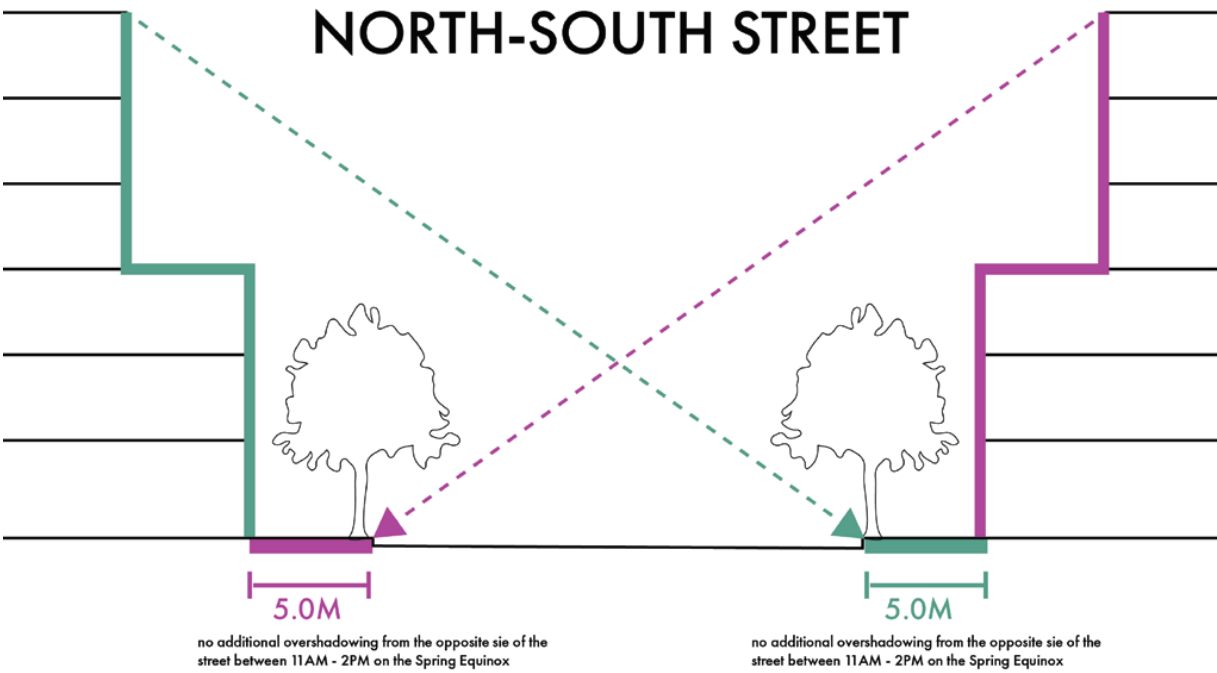 NORTH-SOUTH STREET
5.0M
no additional overshadowing from the opposite sie of the
street between 11AM - 2PM on the Spring Equinox
5.0M
no additional overshadowing from the opposite sie of the
street between 11AM - 2PM on the Spring Equinox